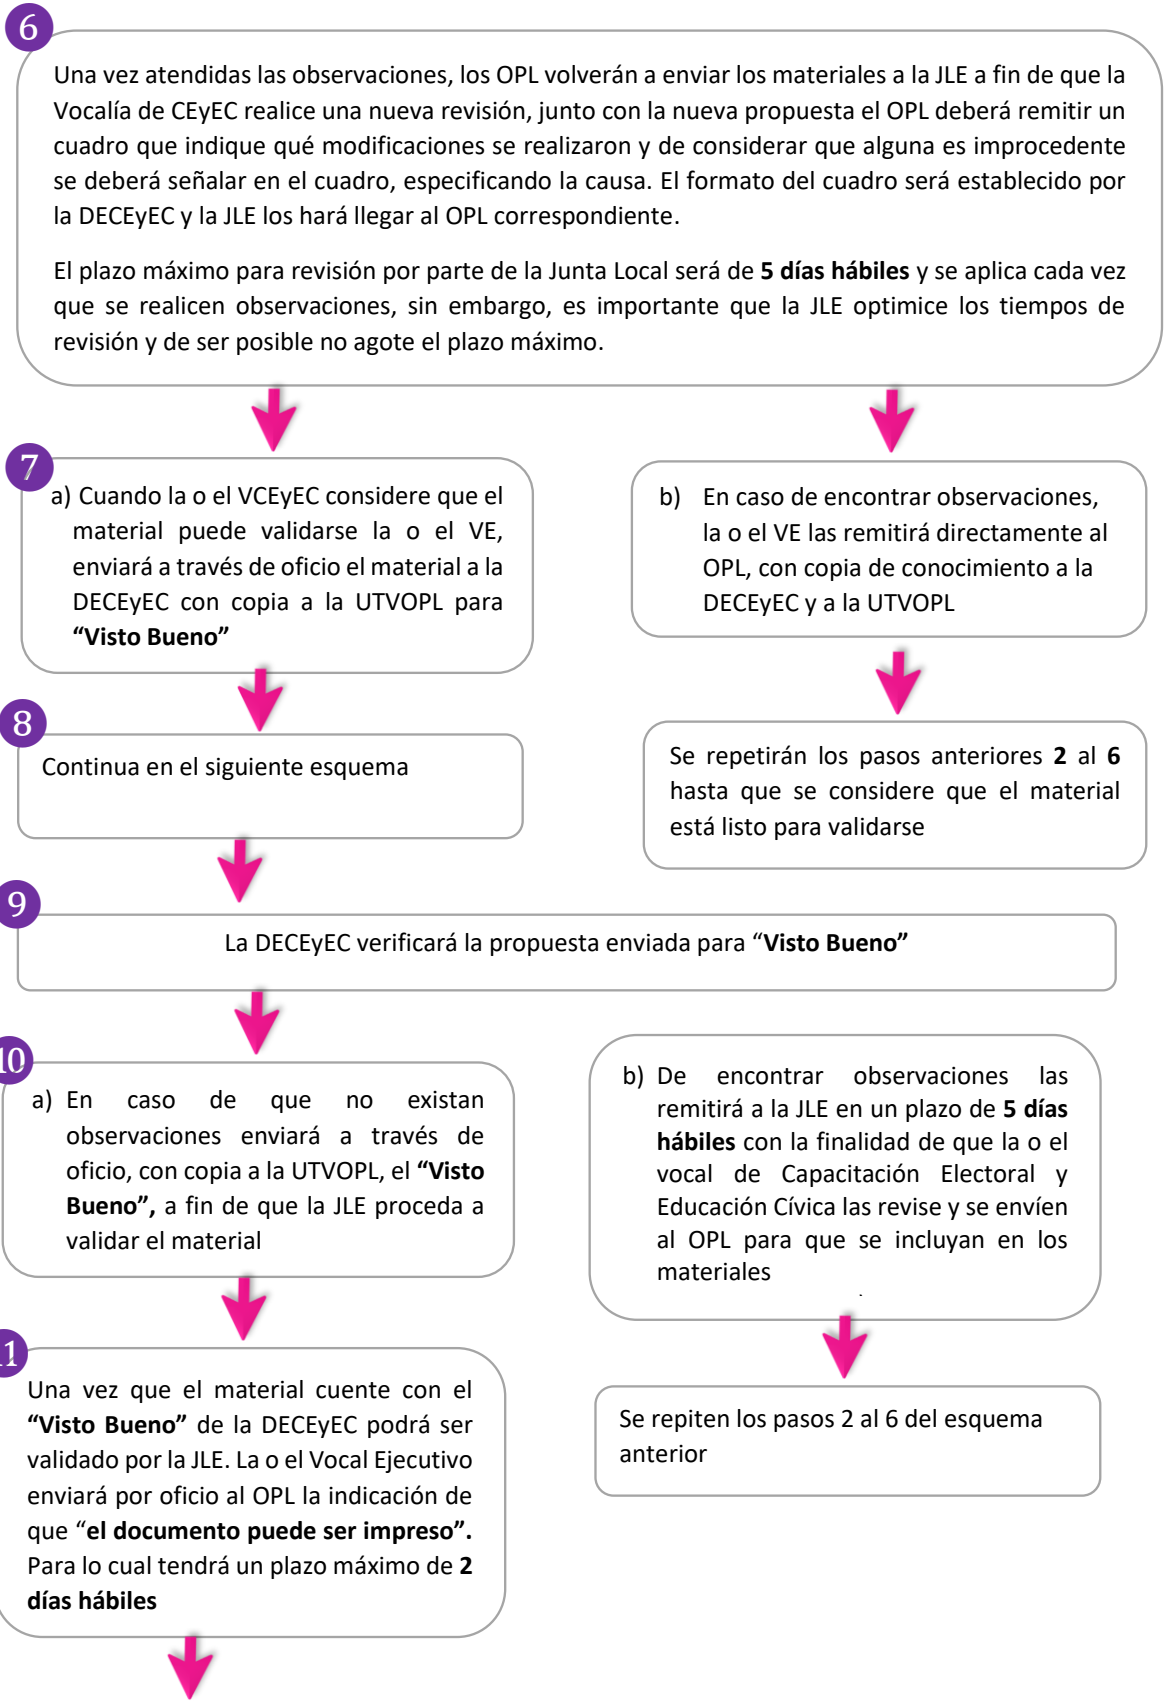 6
Una vez atendidas las observaciones, los OPL volverán a enviar los materiales a la JLE a fin de que la
Vocalía de CEyEC realice una nueva revisión, junto con la nueva propuesta el OPL deberá remitir un
cuadro que indique qué modificaciones se realizaron y de considerar que alguna es improcedente
se deberá señalar en el cuadro, especificando la causa. El formato del cuadro será establecido por
la DECEyEC y la JLE los hará llegar al OPL correspondiente.
El plazo máximo para revisión por parte de la Junta Local será de 5 días hábiles y se aplica cada vez
que se realicen observaciones, sin embargo, es importante que la JLE optimice los tiempos de
revisión y de ser posible no agote el plazo máximo.
7
a) Cuando la o el VCEyEC considere que el
material puede validarse la o el VE,
enviará a través de oficio el material a la
DECEyEC con copia a la UTVOPL para
“Visto Bueno”
b) En caso de encontrar observaciones,
la o el VE las remitirá directamente al
OPL, con copia de conocimiento a la
DECEyEC y a la UTVOPL
8
Continua en el siguiente esquema
Se repetirán los pasos anteriores 2 al 6
hasta que se considere que el material
está listo para validarse
9
La DECEyEC verificará la propuesta enviada para “Visto Bueno”
10
a) En caso de que no existan
observaciones enviará a través de
oficio, con copia a la UTVOPL, el “Visto
Bueno”, a fin de que la JLE proceda a
validar el material
b) De encontrar observaciones las
remitirá a la JLE en un plazo de 5 días
hábiles con la finalidad de que la o el
vocal de Capacitación Electoral y
Educación Cívica las revise y se envíen
al OPL para que se incluyan en los
materiales
11
Una vez que el material cuente con el
“Visto Bueno” de la DECEyEC podrá ser
validado por la JLE. La o el Vocal Ejecutivo
enviará por oficio al OPL la indicación de
que “el documento puede ser impreso”.
Para lo cual tendrá un plazo máximo de 2
días hábiles
Se repiten los pasos 2 al 6 del esquema
anterior